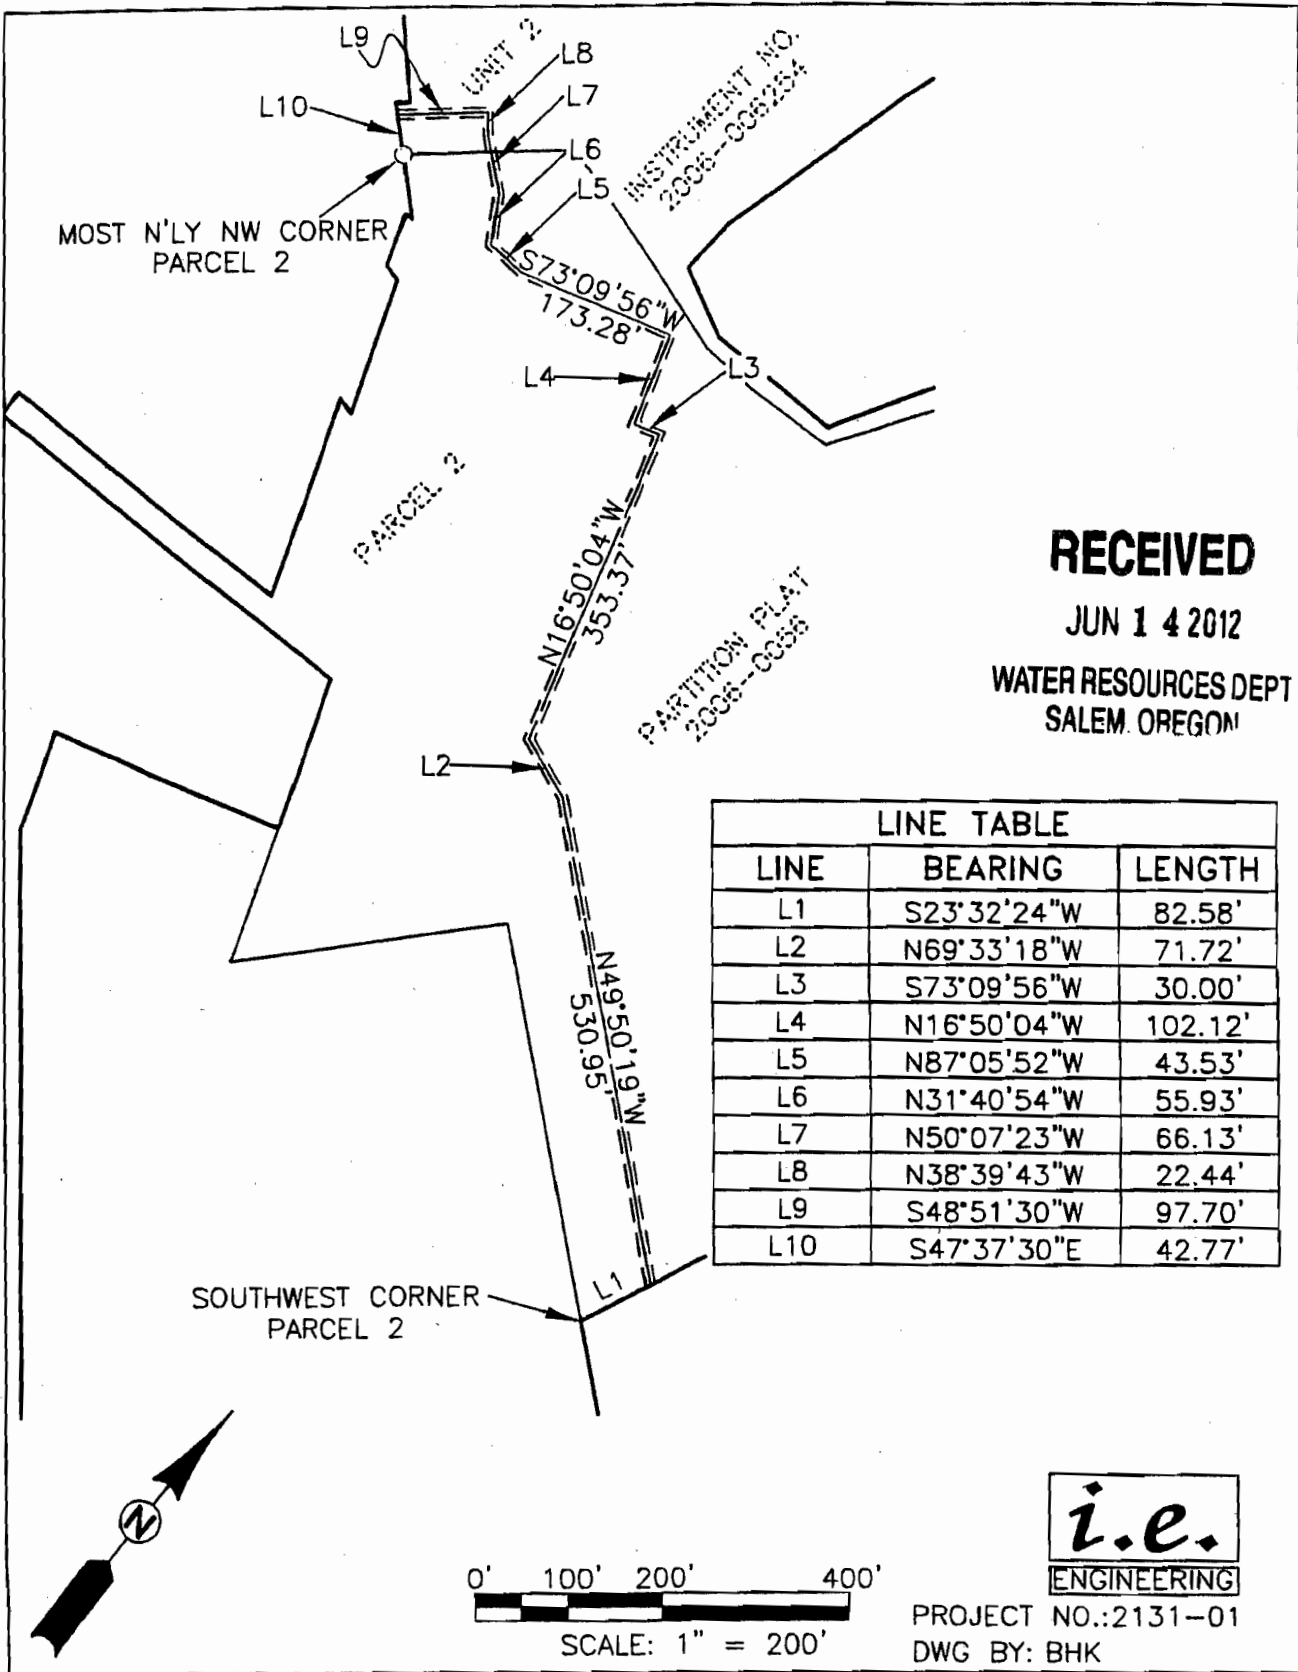 L9
UNIT 2
L8
L7
L10
L6
L5
INSTRUMENT NO.
2006-006264
MOST N'LY NW CORNER
PARCEL 2
S73°09'56"W
173.28'
L4
L3
PARCEL 2
N16°50'04"W
353.37'
PARTITION PLAT
2006-0056
RECEIVED
JUN 1 4 2012
WATER RESOURCES DEPT
SALEM. OREGON
L2
LINE TABLE
LINE BEARING LENGTH
L1 S23°32'24"W 82.58'
L2 N69°33'18"W 71.72'
L3 S73°09'56"W 30.00'
L4 N16°50'04"W 102.12'
L5 N87°05'52"W 43.53'
L6 N31°40'54"W 55.93'
L7 N50°07'23"W 66.13'
L8 N38°39'43"W 22.44'
L9 S48°51'30"W 97.70'
L10 S47°37'30"E 42.77'
N49°50'19"W
530.95'
L1
SOUTHWEST CORNER
PARCEL 2
N
0' 100' 200' 400'
SCALE: 1" = 200'
i.e.
ENGINEERING
PROJECT NO.:2131-01
DWG BY: BHK